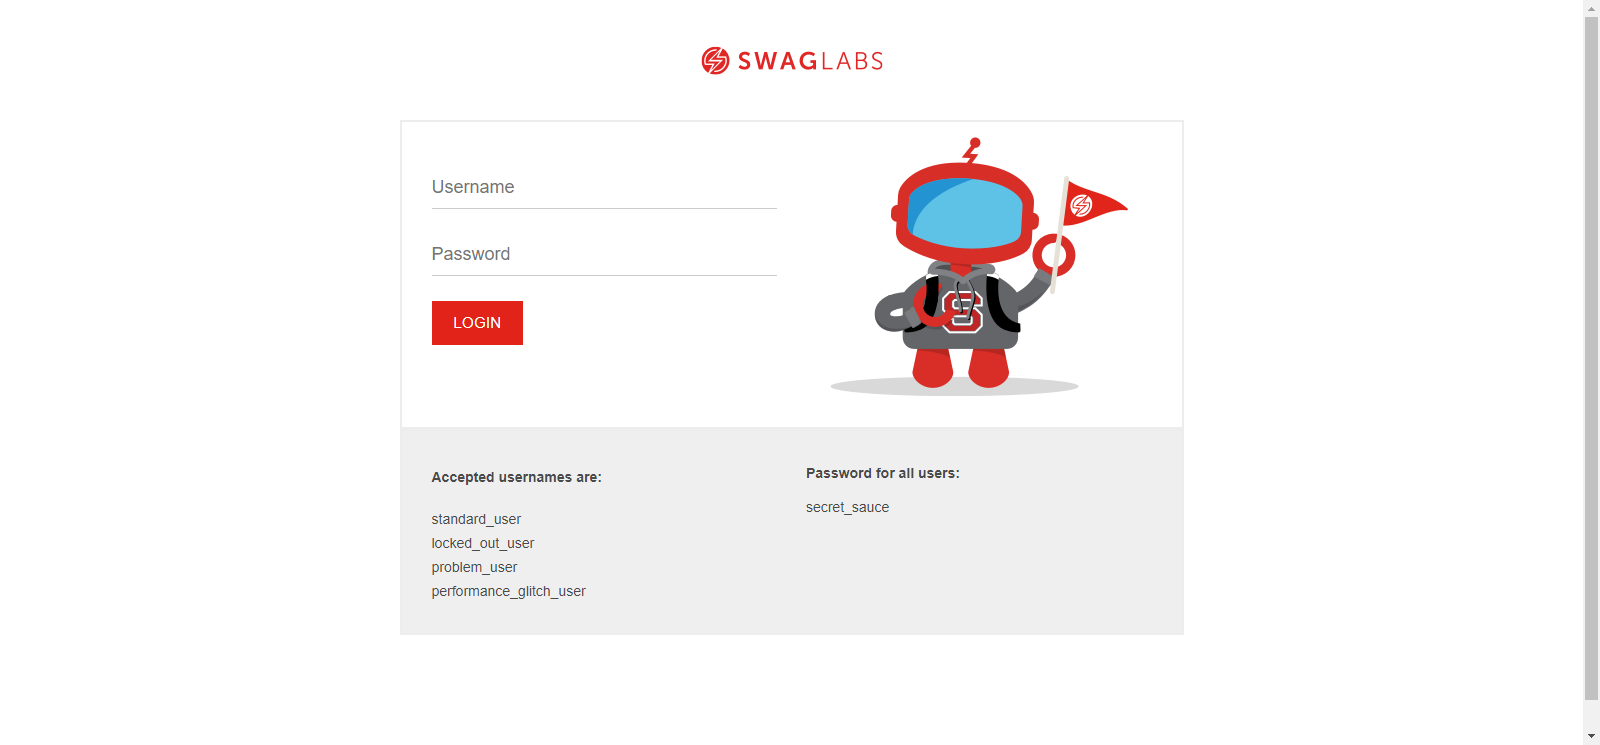 SWAGLABS
Username
Password
LOGIN
S
Accepted usernames are:
standard_user
locked_out_user
problem_user
performance_glitch_user
Password for all users:
secret_sauce